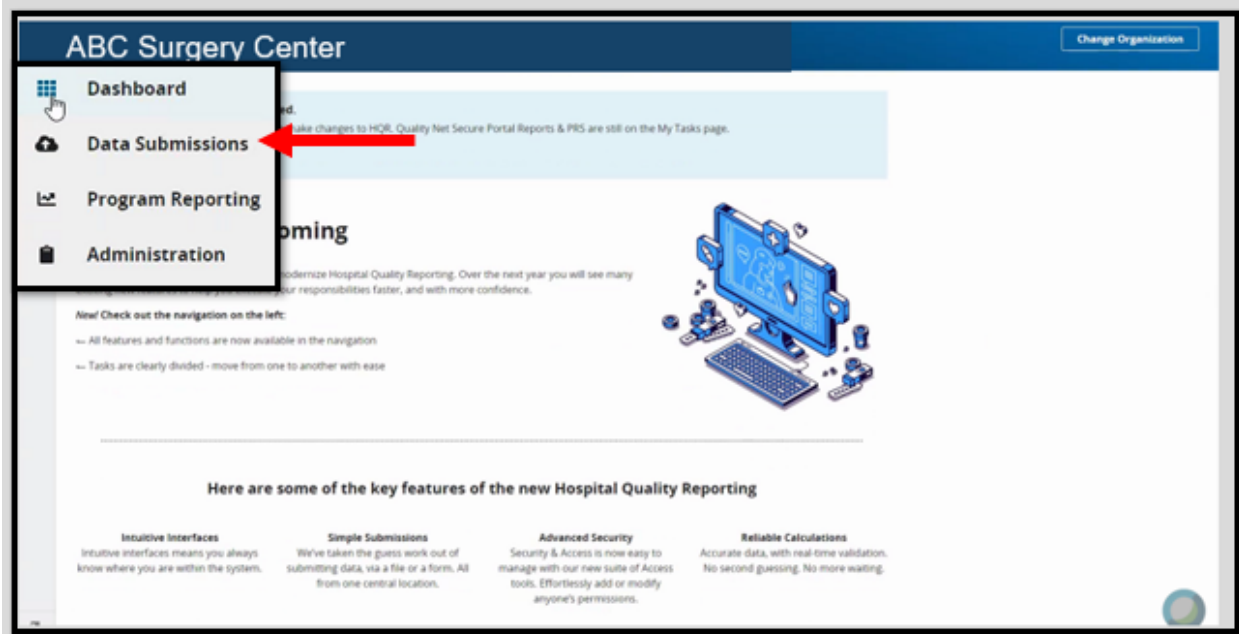 ABC Surgery Center
Change Organization
Dashboard
Data Submissions
Program Reporting
Administration
ed.
make changes to HQR. Quality Net Secure Portal Reports & PRS are still on the My Tasks page.
oming
modernize Hospital Quality Reporting. Over the next year you will see many
your responsibilities faster, and with more confidence.
New! Check out the navigation on the left:
— All features and functions are now available in the navigation
— Tasks are clearly divided - move from one to another with ease
Here are some of the key features of the new Hospital Quality Reporting
Intuitive Interfaces
Intuitive interfaces means you always
know where you are within the system.
Simple Submissions
We've taken the guess work out of
submitting data, via a file or a form. All
from one central location.
Advanced Security
Security & Access is now easy to
manage with our new suite of Access
tools. Effortlessly add or modify
anyone's permissions.
Reliable Calculations
Accurate data, with real-time validation.
No second guessing. No more waiting.